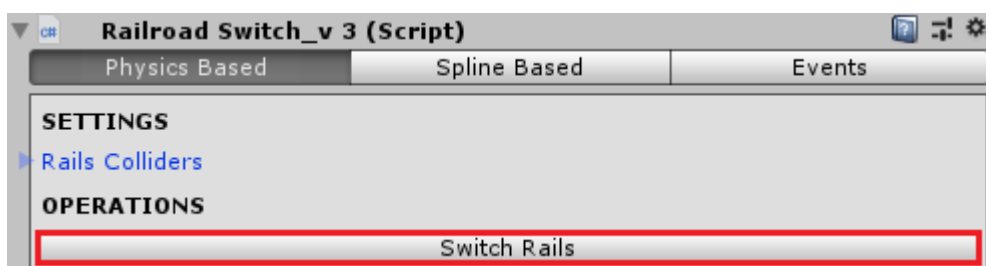 Railroad Switch_v 3 (Script)
Physics Based Spline Based Events
SETTINGS
Rails Colliders
OPERATIONS
Switch Rails